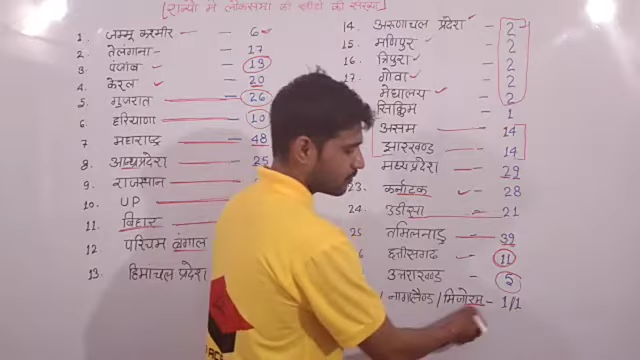 राज्यो में लोकसभा की सीटों की संख्या
1. जम्मू कश्मीर - 6
2. तेलंगाना - 17
3. पंजाब - 13
4. केरल - 20
5. गुजरात - 26
6. हरियाणा - 10
7 महाराष्ट्र - 48
8. आन्ध्रप्रदेश - 25
9. राजस्थान
10. UP
11. बिहार
12. पश्चिम बंगाल
13. हिमाचल प्रदेश
14. अरूणाचल प्रदेश - 2
15. मणिपुर - 2
16. त्रिपुरा - 2
17. गोवा - 2
मेघालय - 2
सिक्किम - 1
असम - 14
झारखण्ड - 14
मध्यप्रदेश - 29
23. कर्नाटक - 28
24. उडीसा - 21
25 तमिलनाडु - 39
6 छत्तीसगढ - 11
उत्तराखण्ड - 5
नागालैण्ड / मिजोरम - 1/1